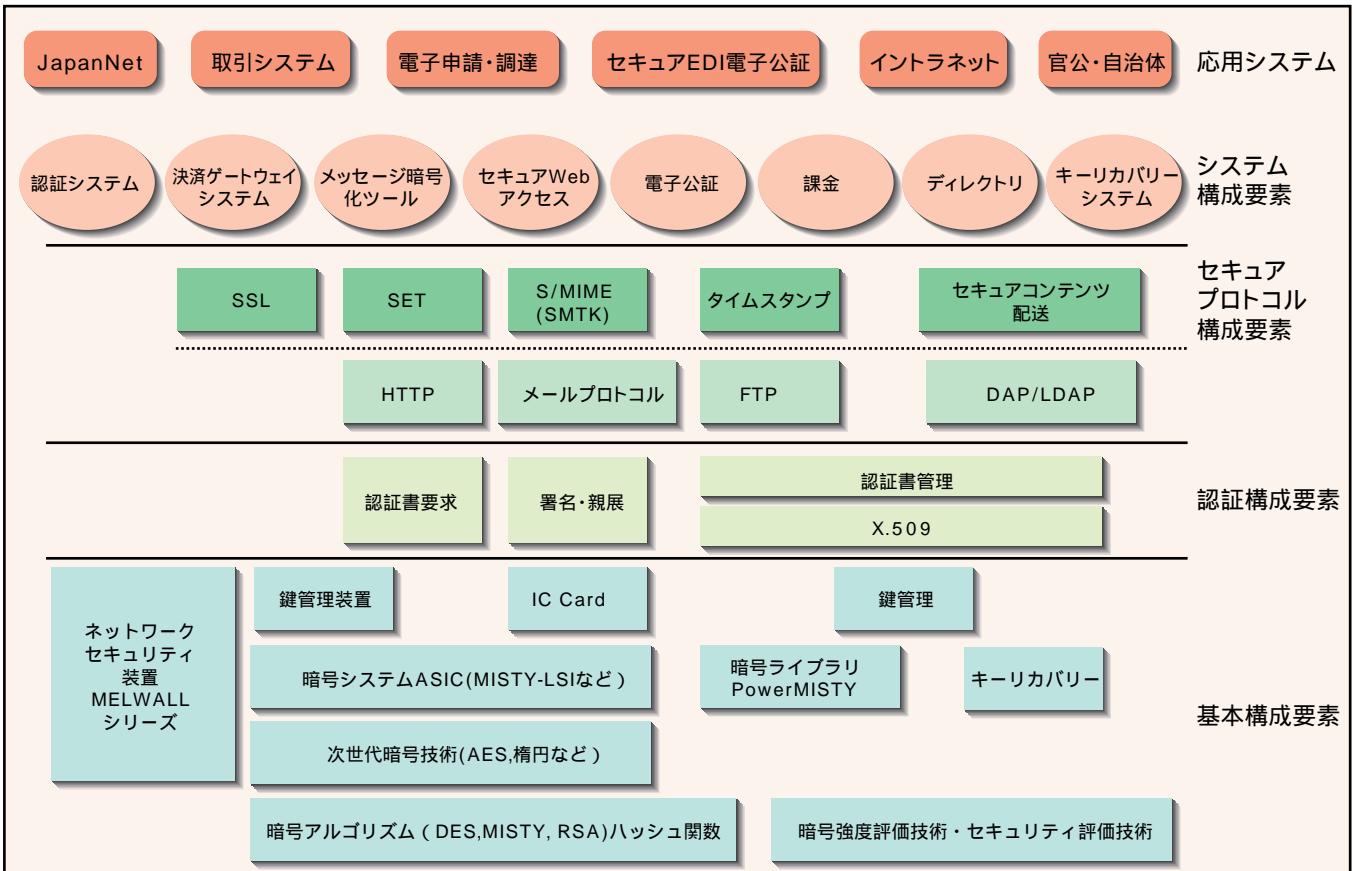 JapanNet
取引システム
電子申請・調達
セキュアEDI電子公証
イントラネット
官公・自治体
応用システム
認証システム
決済ゲートウェイ
システム
メッセージ暗号
化ツール
セキュアWeb
アクセス
電子公証
課金
ディレクトリ
キーリカバリー
システム
システム
構成要素
SSL
SET
S/MIME
(SMTK)
タイムスタンプ
セキュアコンテンツ
配送
セキュア
プロトコル
構成要素
HTTP
メールプロトコル
FTP
DAP/LDAP
認証書要求
署名・親展
認証書管理
X.509
認証構成要素
ネットワーク
セキュリティ
装置
MELWALL
シリーズ
鍵管理装置
IC Card
鍵管理
暗号システムASIC(MISTY-LSIなど）
暗号ライブラリ
PowerMISTY
キーリカバリー
基本構成要素
次世代暗号技術(AES,楕円など）
暗号アルゴリズム（DES,MISTY, RSA)ハッシュ関数
暗号強度評価技術・セキュリティ評価技術